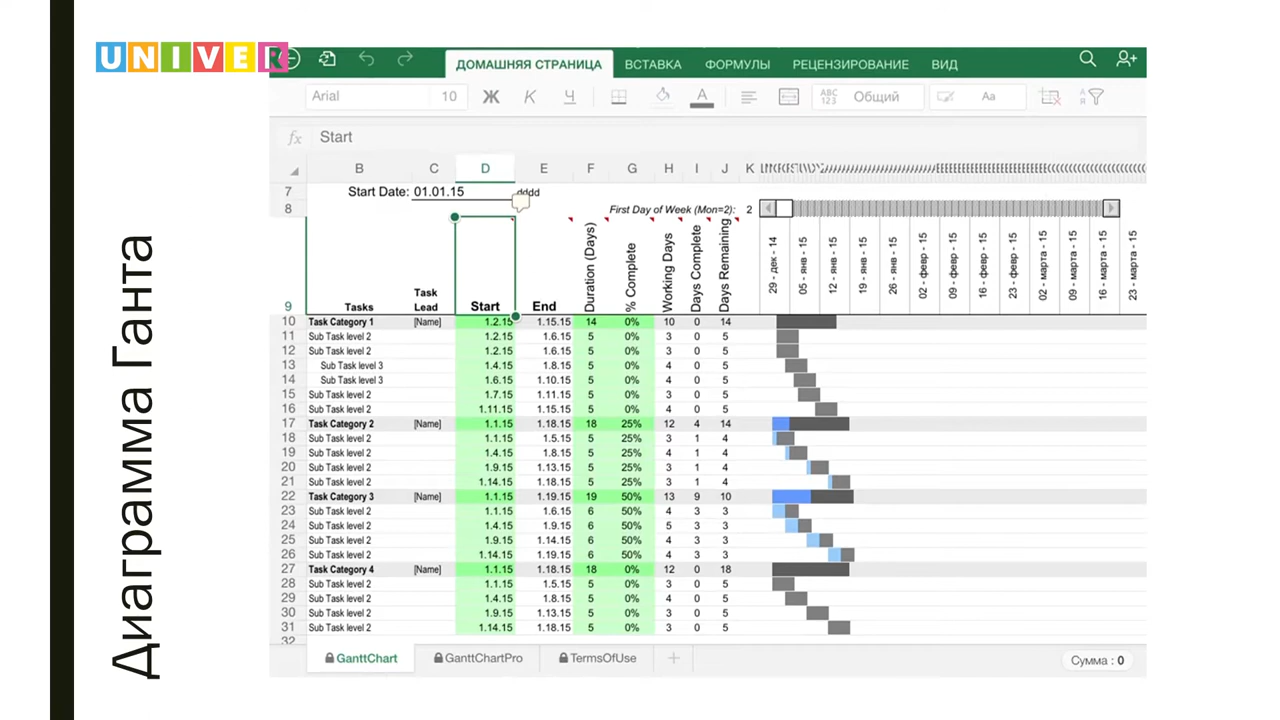 UNIVER
Диаграмма Ганта
ДОМАШНЯЯ СТРАНИЦА ВСТАВКА ФОРМУЛЫ РЕЦЕНЗИРОВАНИЕ ВИД
Arial 10 Ж К Ч А ABC 123 Общий Aa
fx Start
B C D E F G H I J K
7 Start Date: 01.01.15 dddd
8 First Day of Week (Mon=2): 2
9 Tasks Task Lead Start End Duration (Days) % Complete Working Days Days Complete Days Remaining 29 - дек - 14 05 - янв - 15 12 - янв - 15 19 - янв - 15 26 - янв - 15 02 - февр - 15 09 - февр - 15 16 - февр - 15 23 - февр - 15 02 - марта - 15 09 - марта - 15 16 - марта - 15 23 - марта - 15
10 Task Category 1 [Name] 1.2.15 1.15.15 14 0% 10 0 14
11 Sub Task level 2 1.2.15 1.6.15 5 0% 3 0 5
12 Sub Task level 2 1.2.15 1.6.15 5 0% 3 0 5
13 Sub Task level 3 1.4.15 1.8.15 5 0% 4 0 5
14 Sub Task level 3 1.6.15 1.10.15 5 0% 4 0 5
15 Sub Task level 2 1.7.15 1.11.15 5 0% 3 0 5
16 Sub Task level 2 1.11.15 1.15.15 5 0% 4 0 5
17 Task Category 2 [Name] 1.1.15 1.18.15 18 25% 12 4 14
18 Sub Task level 2 1.1.15 1.5.15 5 25% 3 1 4
19 Sub Task level 2 1.4.15 1.8.15 5 25% 4 1 4
20 Sub Task level 2 1.9.15 1.13.15 5 25% 3 1 4
21 Sub Task level 2 1.14.15 1.18.15 5 25% 3 1 4
22 Task Category 3 [Name] 1.1.15 1.19.15 19 50% 13 9 10
23 Sub Task level 2 1.1.15 1.6.15 6 50% 4 3 3
24 Sub Task level 2 1.4.15 1.9.15 6 50% 5 3 3
25 Sub Task level 2 1.9.15 1.14.15 6 50% 4 3 3
26 Sub Task level 2 1.14.15 1.19.15 6 50% 4 3 3
27 Task Category 4 [Name] 1.1.15 1.18.15 18 0% 12 0 18
28 Sub Task level 2 1.1.15 1.5.15 5 0% 3 0 5
29 Sub Task level 2 1.4.15 1.8.15 5 0% 4 0 5
30 Sub Task level 2 1.9.15 1.13.15 5 0% 3 0 5
31 Sub Task level 2 1.14.15 1.18.15 5 0% 3 0 5
32
GanttChart GanttChartPro TermsOfUse + Сумма : 0